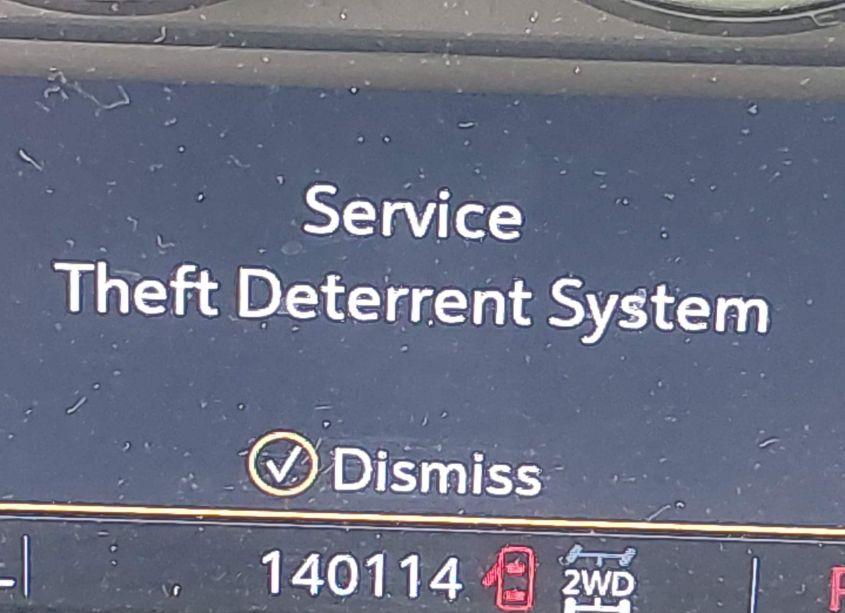 Service
Theft Deterrent System
Dismiss
140114 2WD